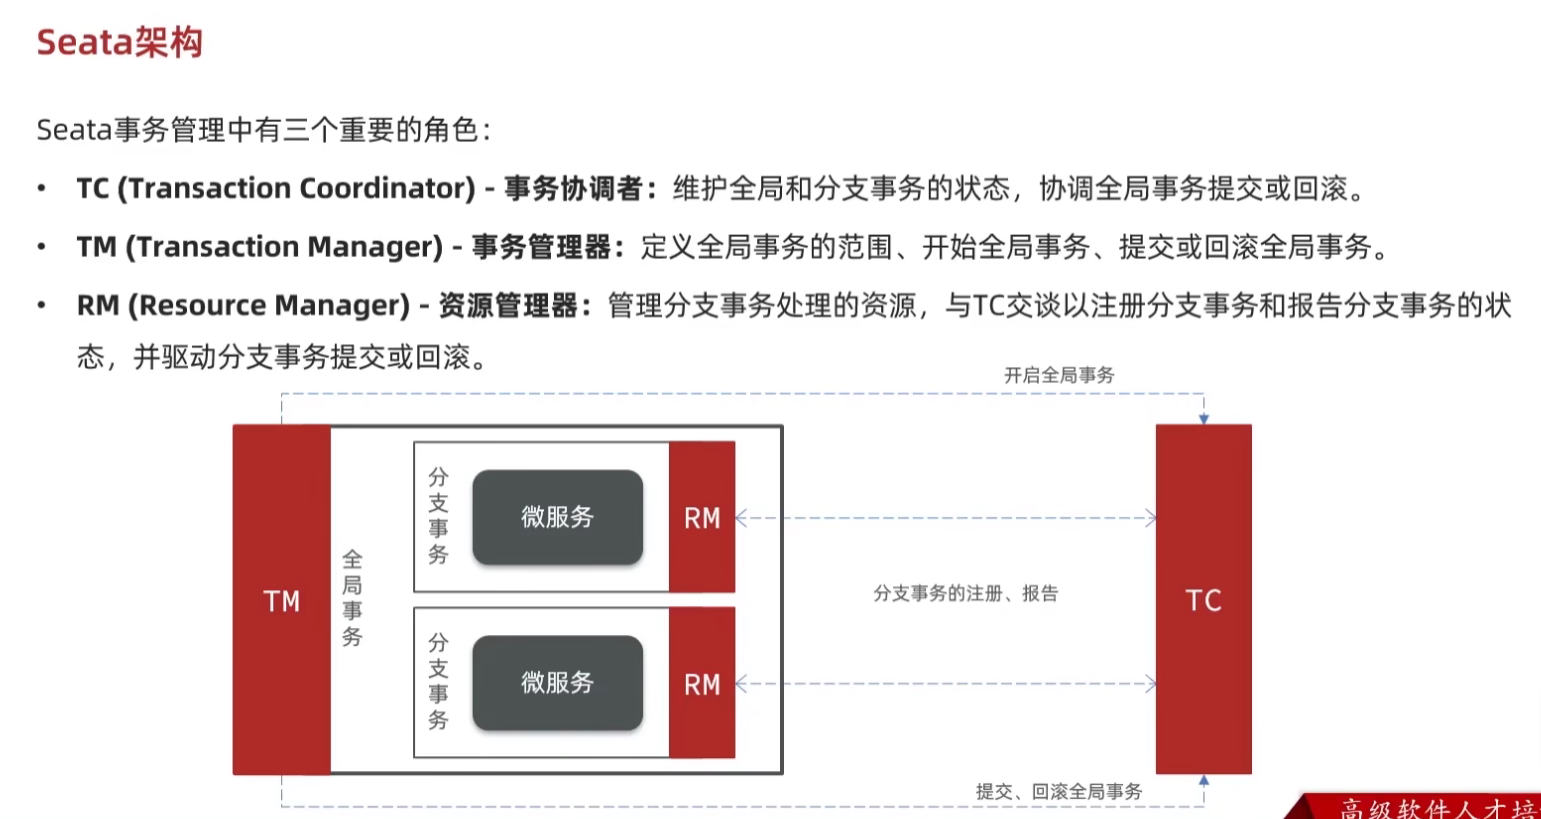 Seata架构
Seata事务管理中有三个重要的角色：
• TC (Transaction Coordinator) - 事务协调者：维护全局和分支事务的状态，协调全局事务提交或回滚。
• TM (Transaction Manager) - 事务管理器：定义全局事务的范围、开始全局事务、提交或回滚全局事务。
• RM (Resource Manager) - 资源管理器：管理分支事务处理的资源，与TC交谈以注册分支事务和报告分支事务的状
态，并驱动分支事务提交或回滚。
开启全局事务
TM
全局事务
分支事务
微服务
RM
分支事务
微服务
RM
分支事务的注册、报告
TC
提交、回滚全局事务
高级软件人才培